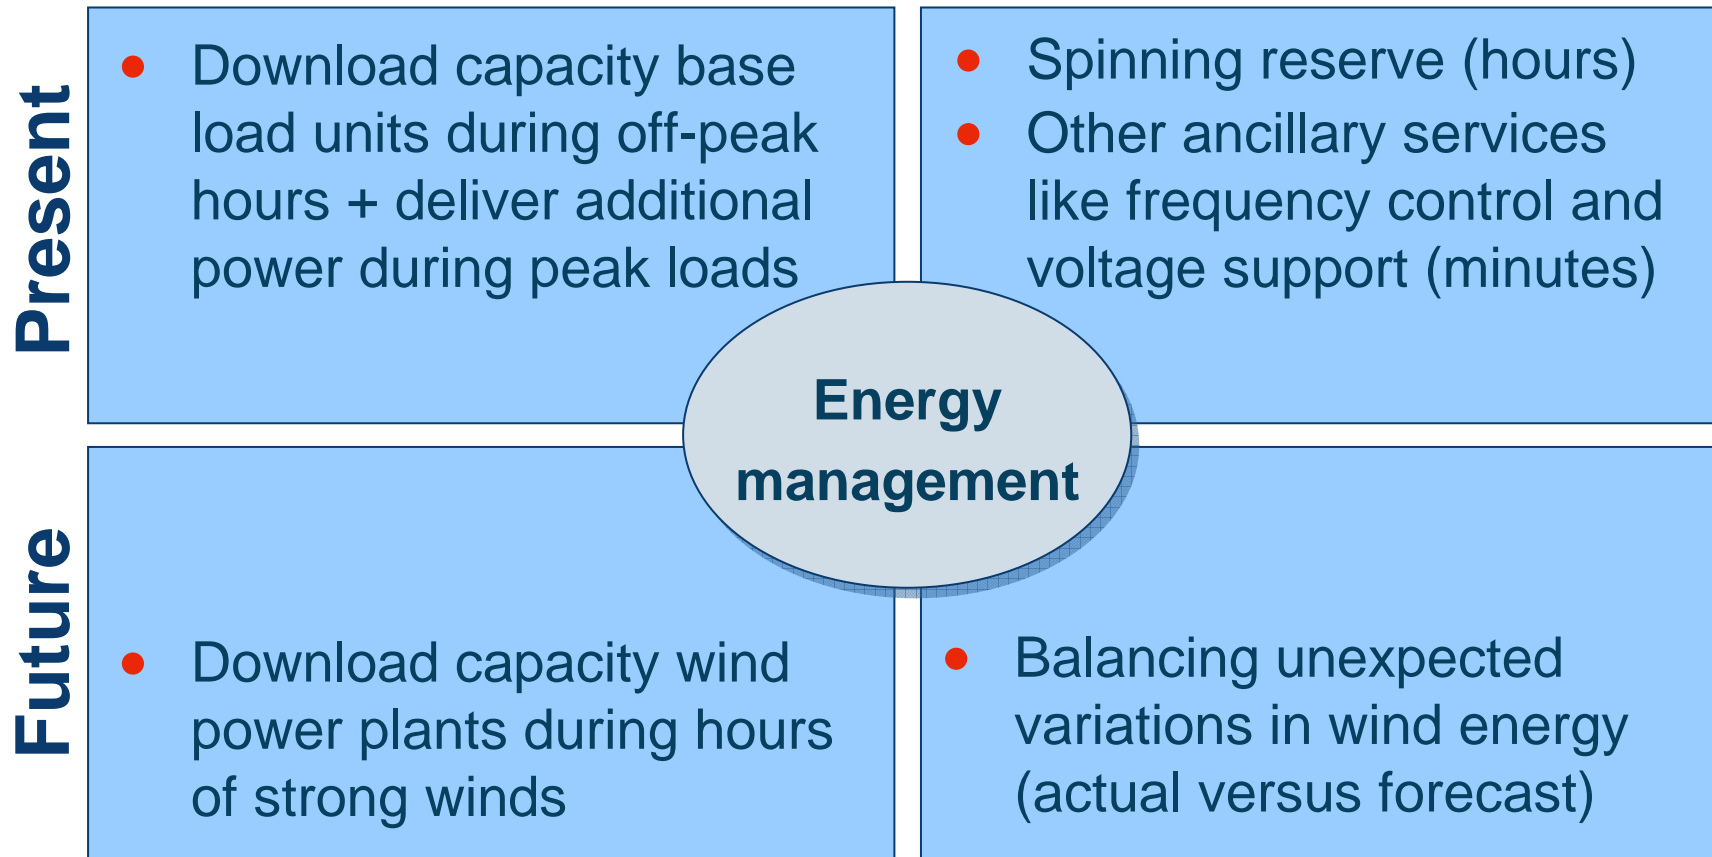 Present
● Download capacity base
load units during off-peak
hours + deliver additional
power during peak loads
● Spinning reserve (hours)
● Other ancillary services
like frequency control and
voltage support (minutes)
Energy
management
Future
● Download capacity wind
power plants during hours
of strong winds
● Balancing unexpected
variations in wind energy
(actual versus forecast)